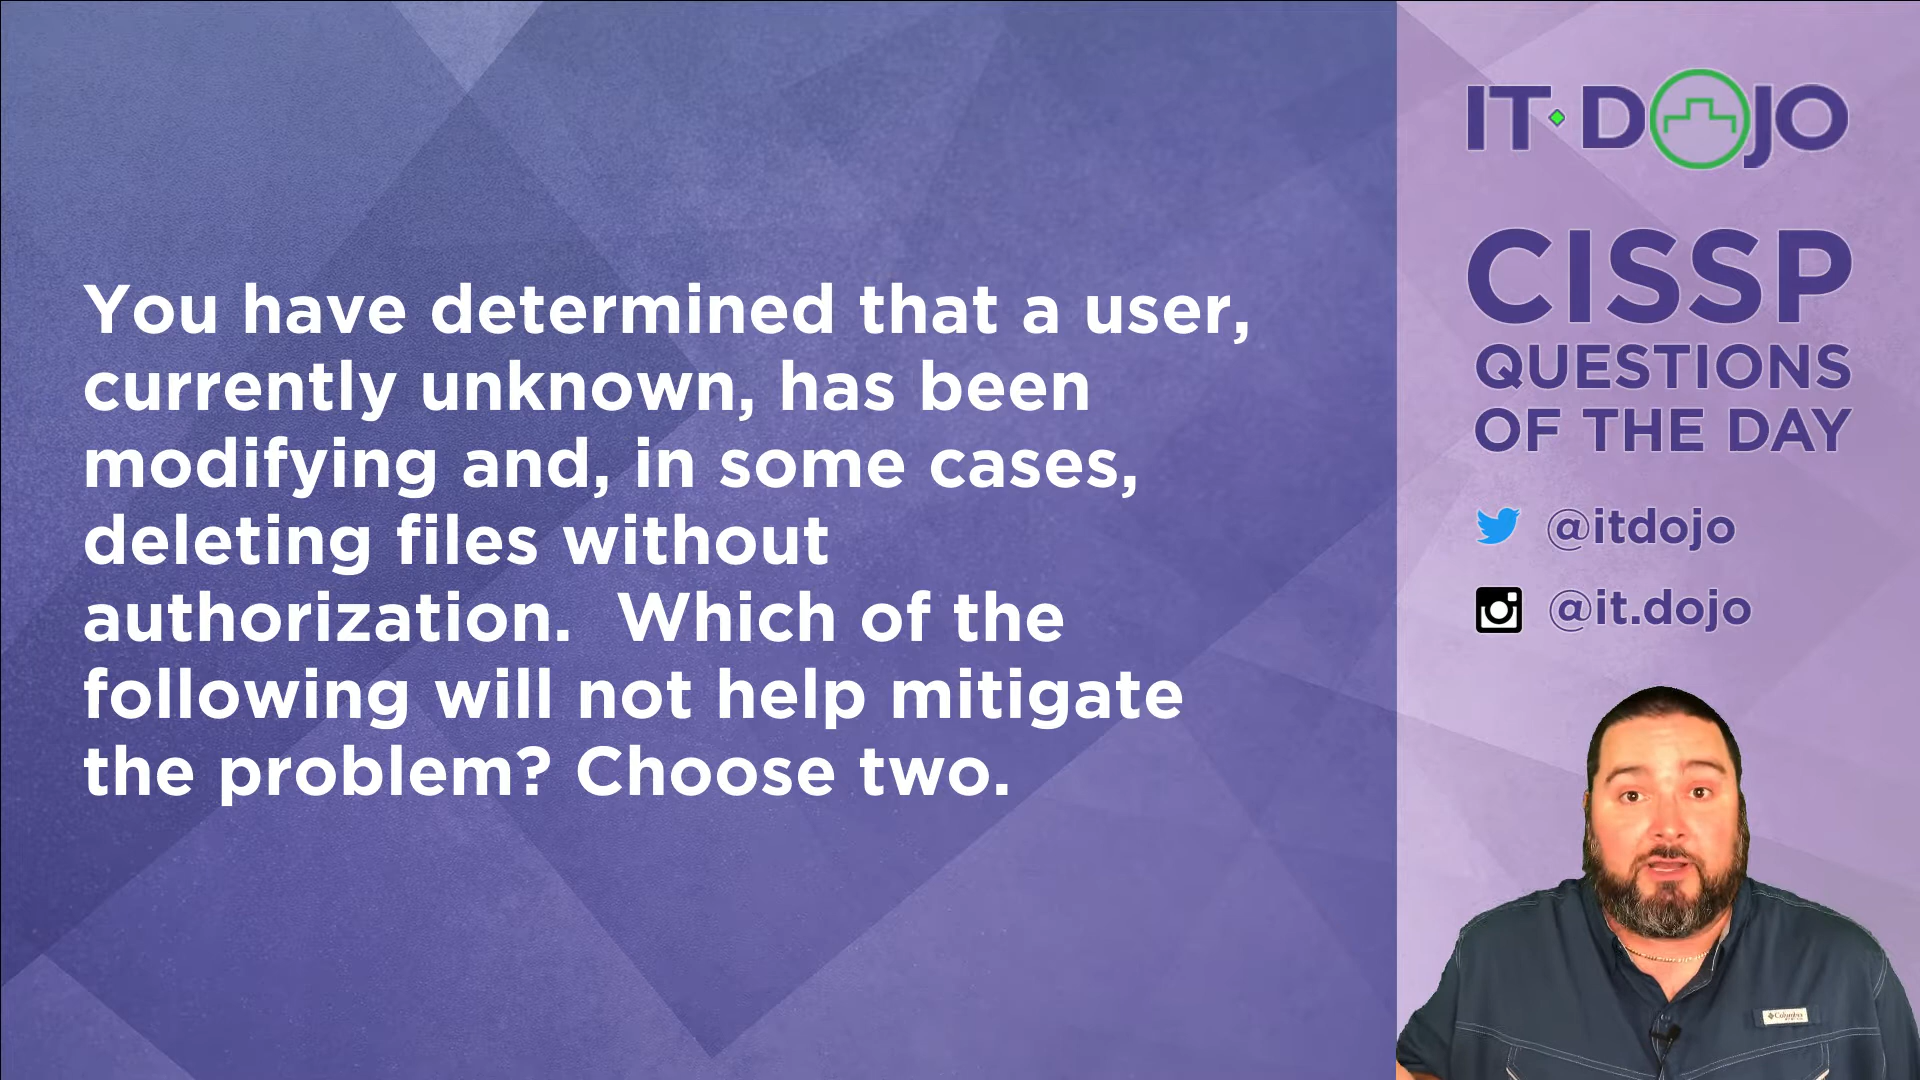 You have determined that a user,
currently unknown, has been
modifying and, in some cases,
deleting files without
authorization.  Which of the
following will not help mitigate
the problem? Choose two.
IT DOJO
CISSP
QUESTIONS
OF THE DAY
@itdojo
@it.dojo
Columbia